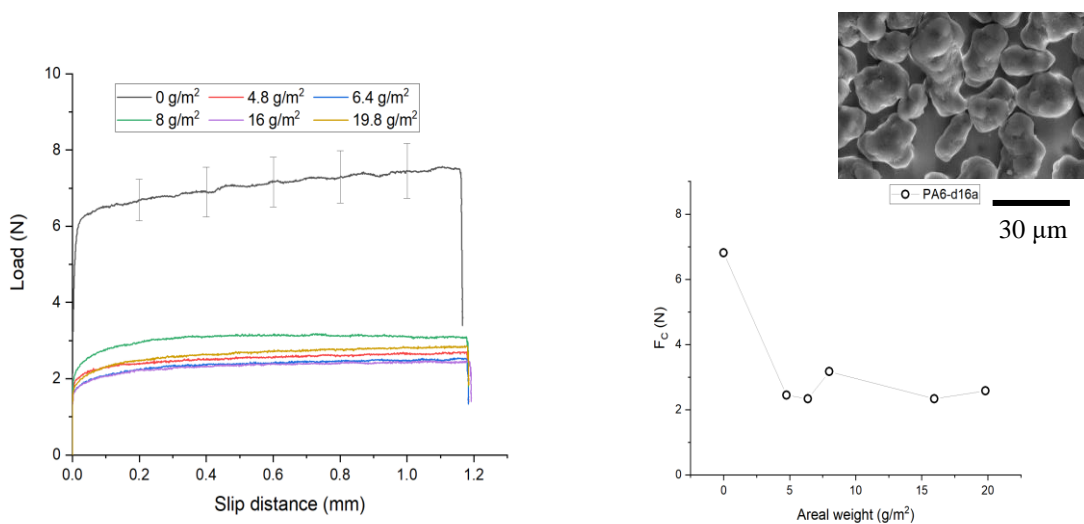 10
8
6
4
2
0
Load (N)
0 g/m²
4.8 g/m²
6.4 g/m²
8 g/m²
16 g/m²
19.8 g/m²
0.0
0.2
0.4
0.6
0.8
1.0
1.2
Slip distance (mm)
PA6-d16a
30 µm
8
6
4
2
0
F_C (N)
0
5
10
15
20
Areal weight (g/m²)